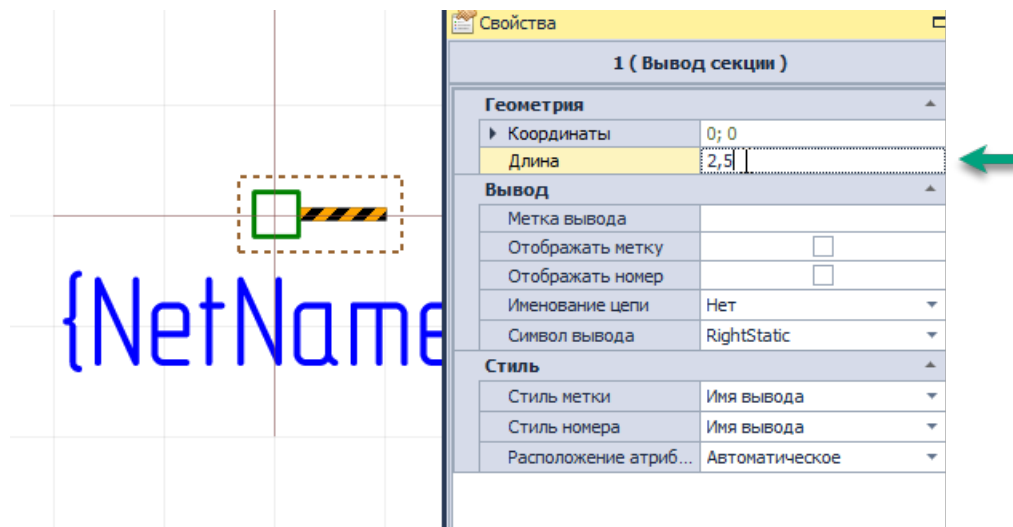 Свойства
1 ( Вывод секции )
Геометрия
Координаты 0; 0
Длина 2,5
Вывод
Метка вывода
Отображать метку
Отображать номер
Именование цепи Нет
Символ вывода RightStatic
Стиль
Стиль метки Имя вывода
Стиль номера Имя вывода
Расположение атриб... Автоматическое
{NetName